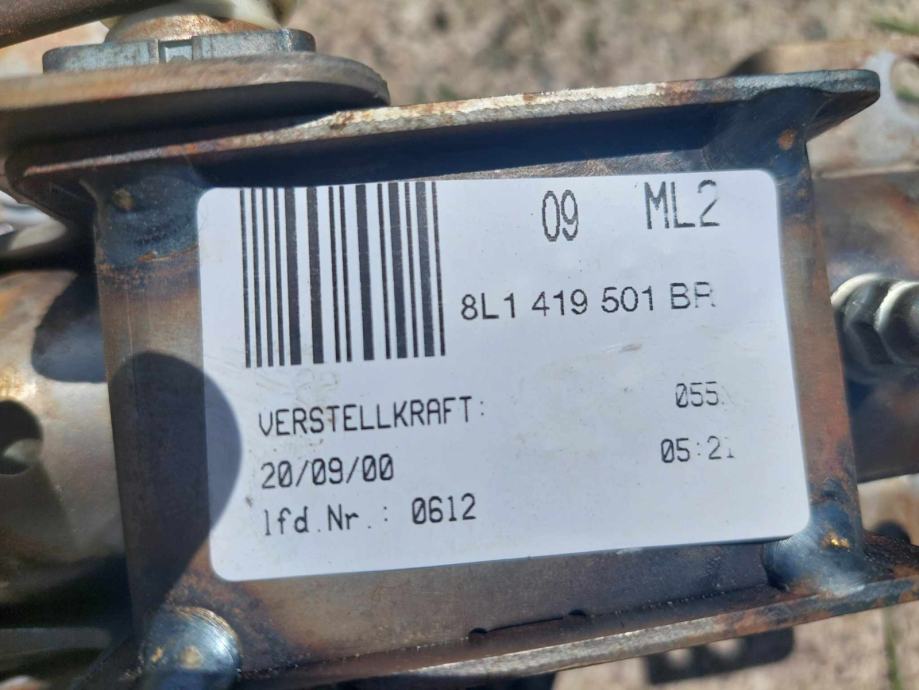 09 ML2
8L1 419 501 BR
VERSTELLKRAFT: 055
20/09/00 05:21
lfd.Nr.: 0612